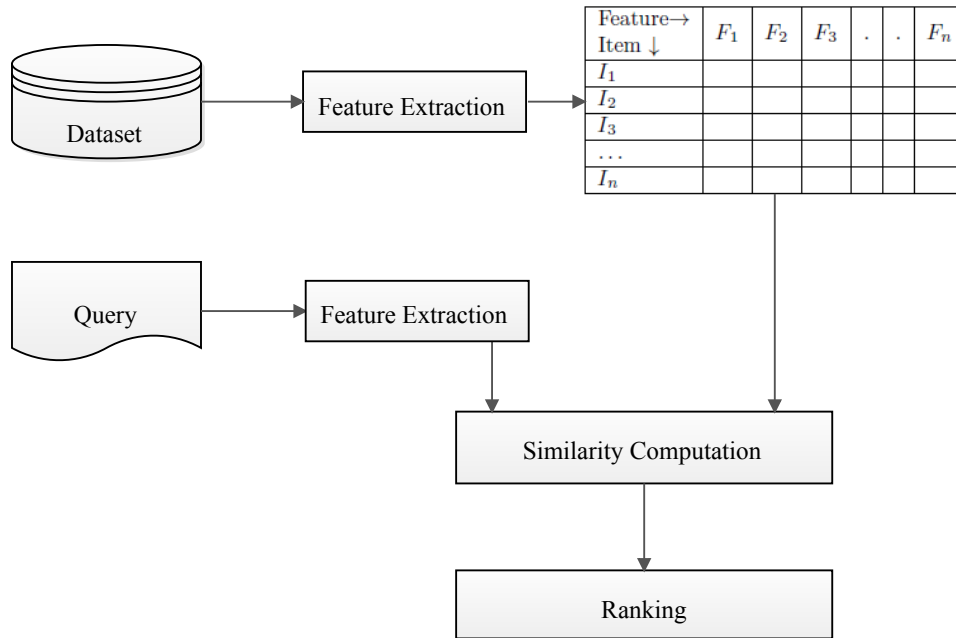 Feature→ F₁ F₂ F₃ . . Fₙ
Item ↓
I₁
I₂
I₃
...
Iₙ
Dataset
Feature Extraction
Query
Feature Extraction
Similarity Computation
Ranking